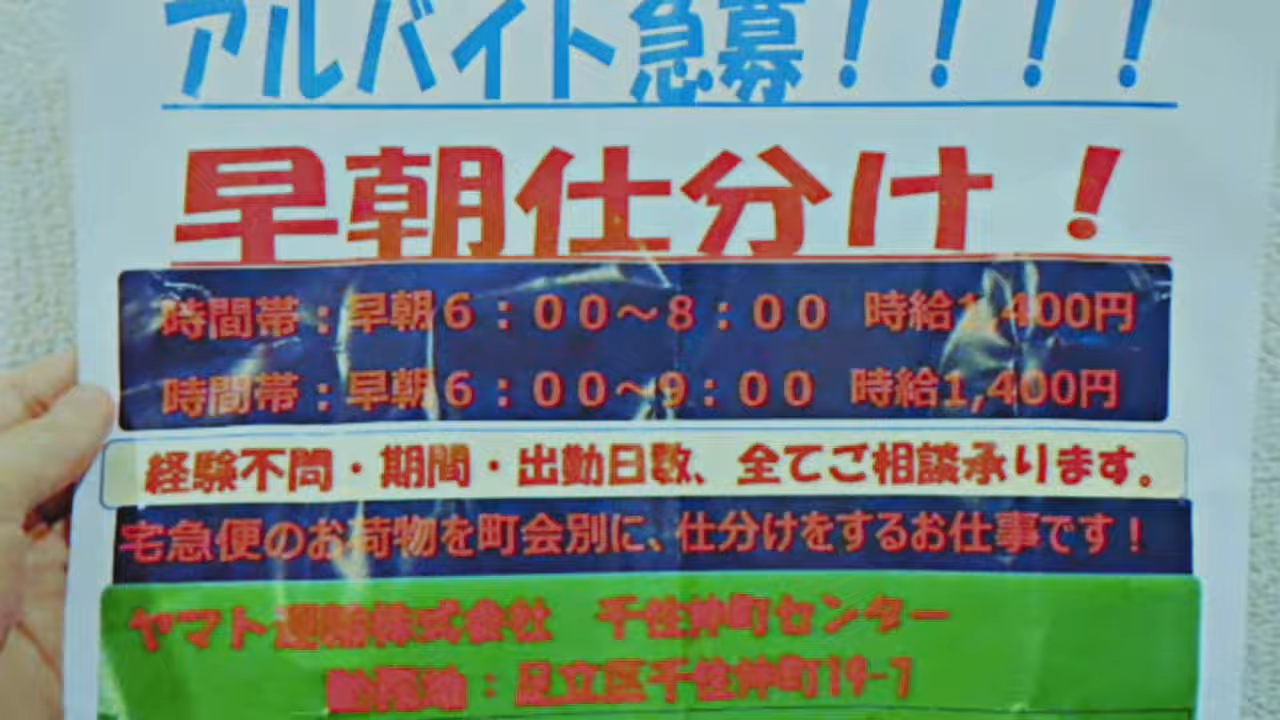 アルバイト急募！！！！
早朝仕分け！
時間帯：早朝６：００～８：００ 時給1,400円
時間帯：早朝６：００～９：００ 時給1,400円
経験不問・期間・出勤日数、全てご相談承ります。
宅急便のお荷物を町会別に、仕分けをするお仕事です！
ヤマト運輸株式会社 千住仲町センター
勤務地：足立区千住仲町19-7